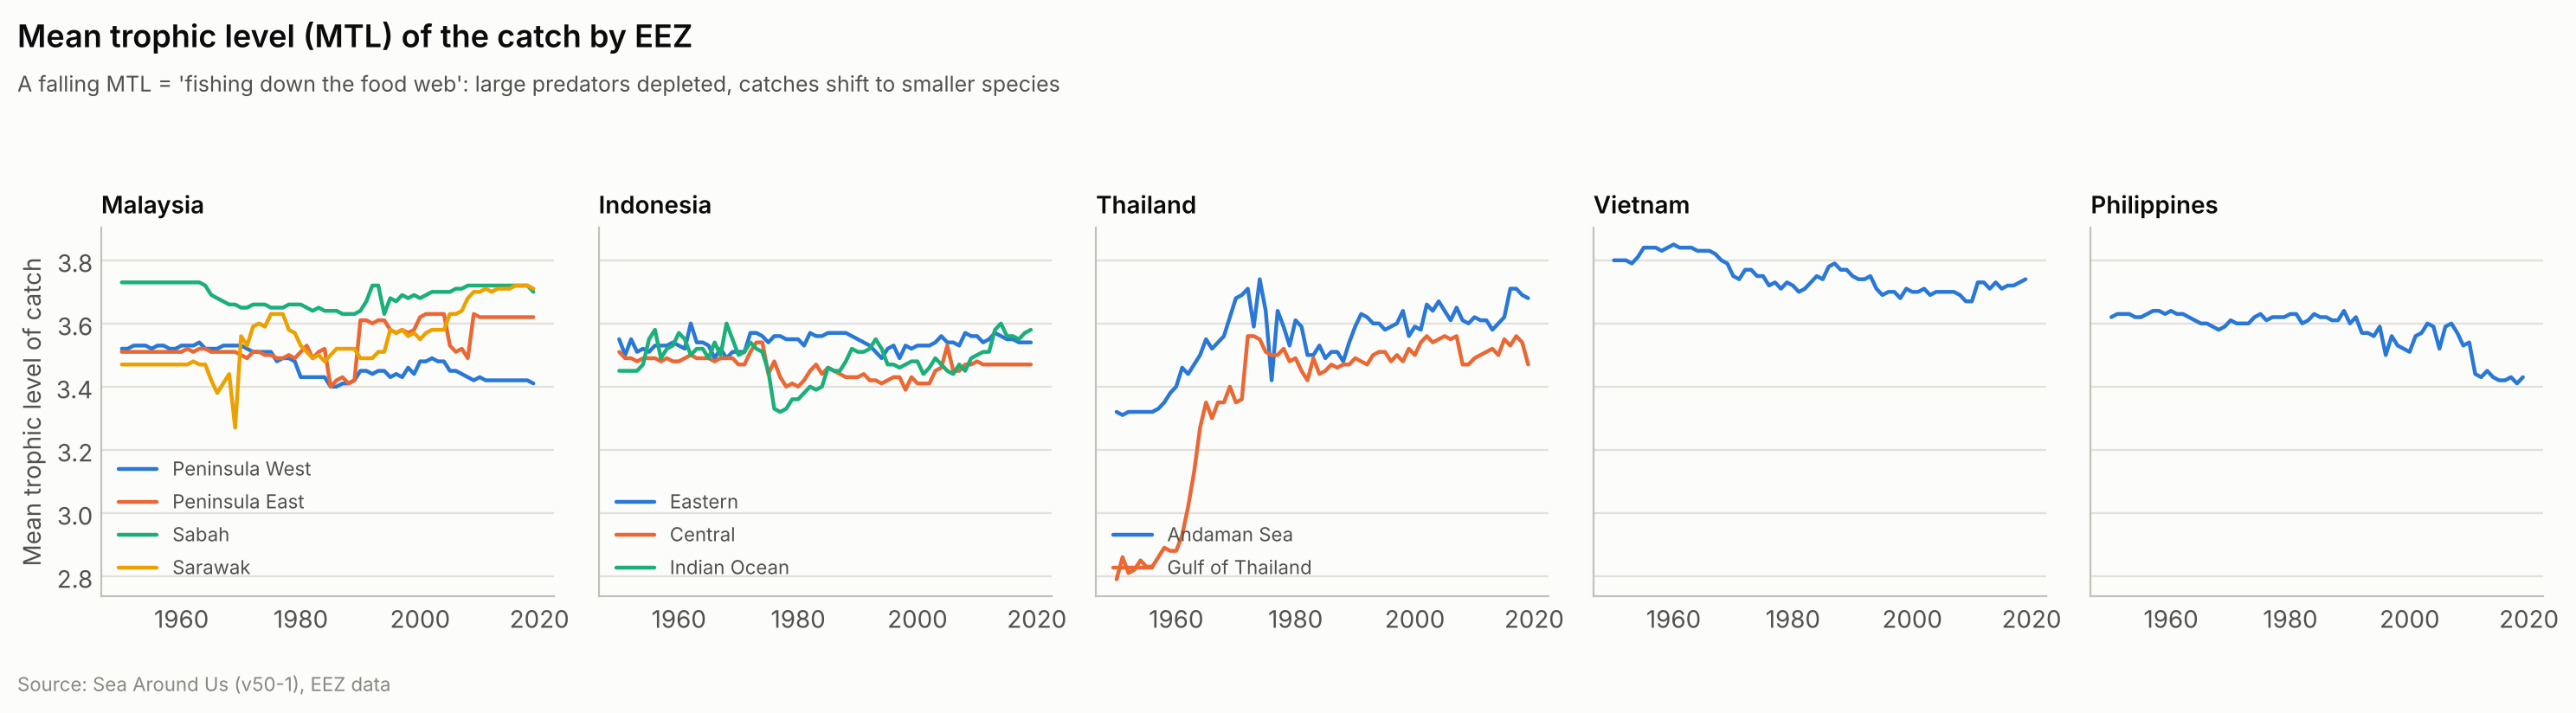 Mean trophic level (MTL) of the catch by EEZ
A falling MTL = 'fishing down the food web': large predators depleted, catches shift to smaller species
Malaysia
Indonesia
Thailand
Vietnam
Philippines
Mean trophic level of catch
3.8
3.6
3.4
3.2
3.0
2.8
Peninsula West
Peninsula East
Sabah
Sarawak
Eastern
Central
Indian Ocean
Andaman Sea
Gulf of Thailand
1960 1980 2000 2020
1960 1980 2000 2020
1960 1980 2000 2020
1960 1980 2000 2020
1960 1980 2000 2020
Source: Sea Around Us (v50-1), EEZ data